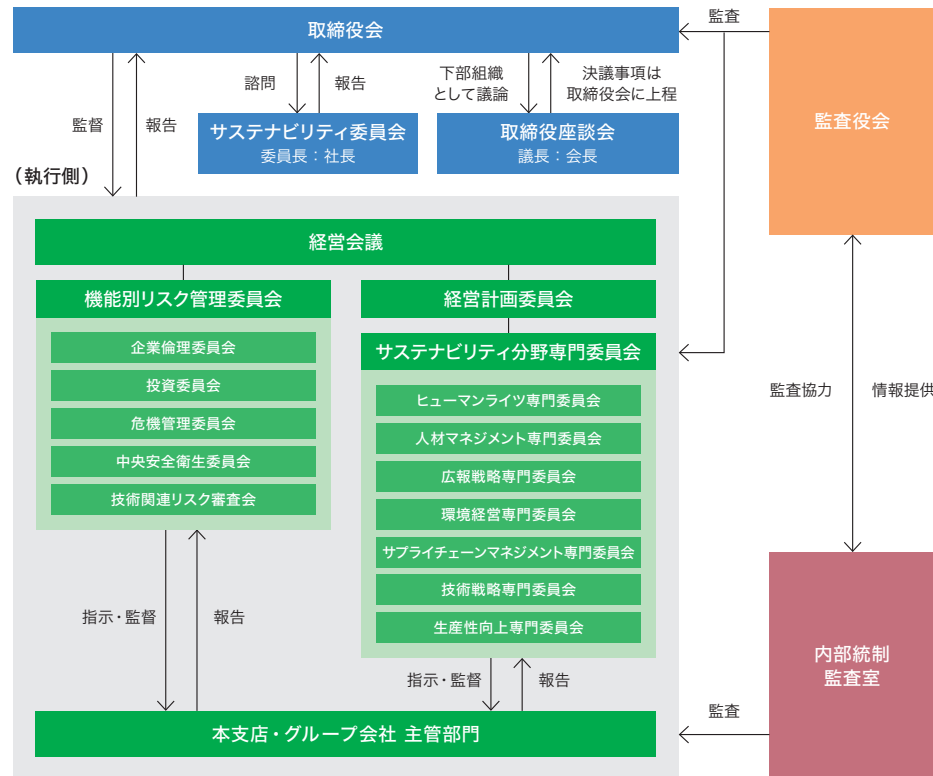 取締役会
監査
諮問
報告
下部組織
として議論
決議事項は
取締役会に上程
監督
報告
サステナビリティ委員会
委員長：社長
取締役座談会
議長：会長
監査役会
（執行側）
経営会議
機能別リスク管理委員会
企業倫理委員会
投資委員会
危機管理委員会
中央安全衛生委員会
技術関連リスク審査会
経営計画委員会
サステナビリティ分野専門委員会
ヒューマンライツ専門委員会
人材マネジメント専門委員会
広報戦略専門委員会
環境経営専門委員会
サプライチェーンマネジメント専門委員会
技術戦略専門委員会
生産性向上専門委員会
監査協力
情報提供
指示・監督
報告
指示・監督
報告
内部統制
監査室
監査
本支店・グループ会社 主管部門